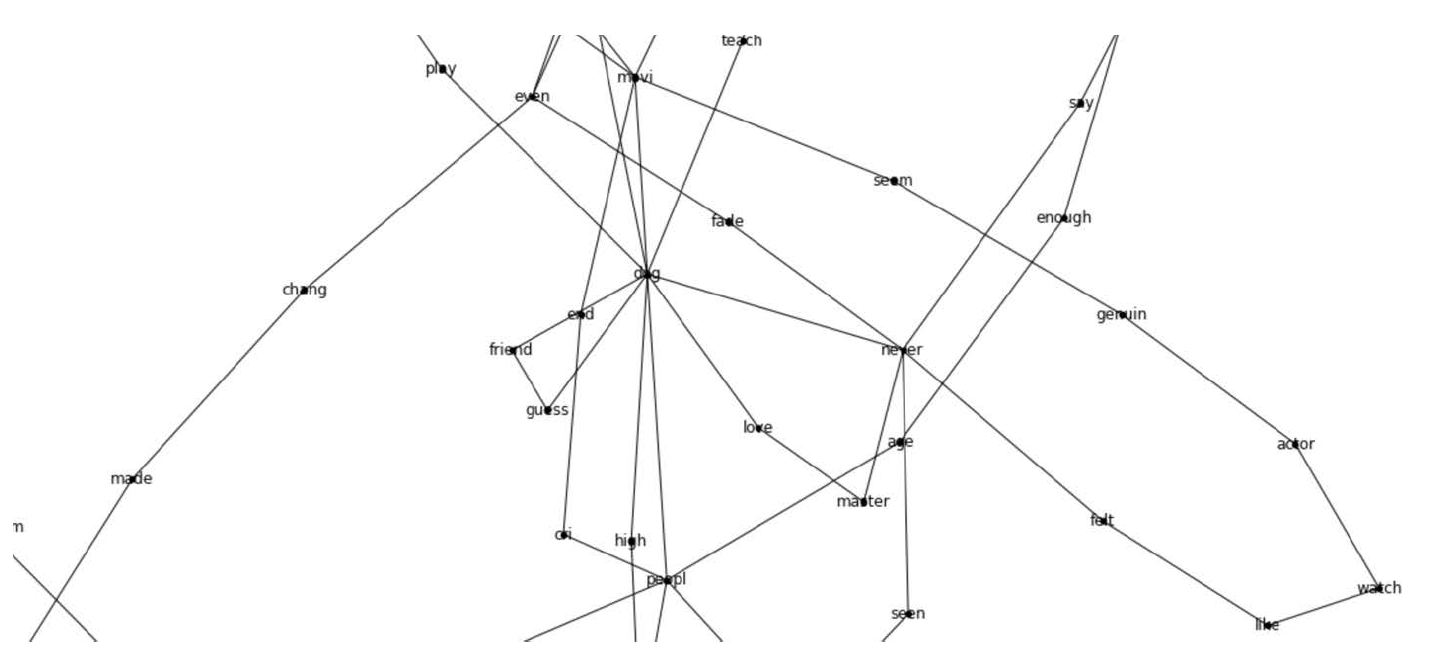 teach
play
movi
even
say
seem
enough
fade
dog
chang
end
genuin
friend
never
guess
love
age
actor
made
master
felt
m
cri
high
peopl
watch
seen
like